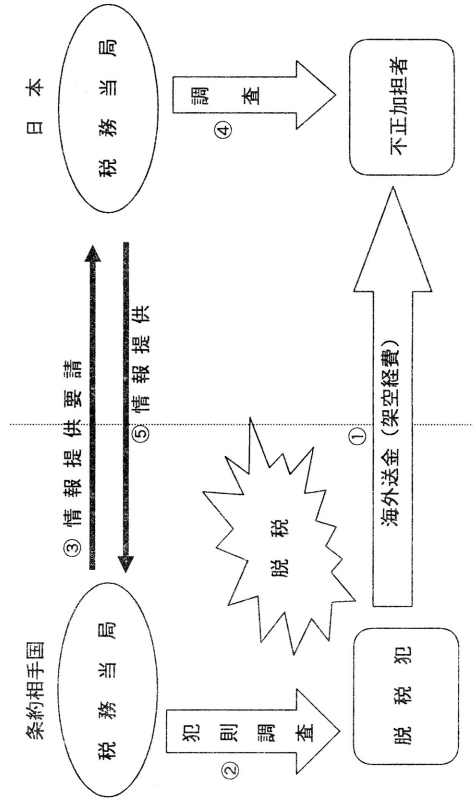 条約相手国
日本
税務当局
③情報提供要請
⑤情報提供
税務当局
②
犯則調査
脱税
④
調査
①
脱税犯
海外送金(架空経費)
不正加担者